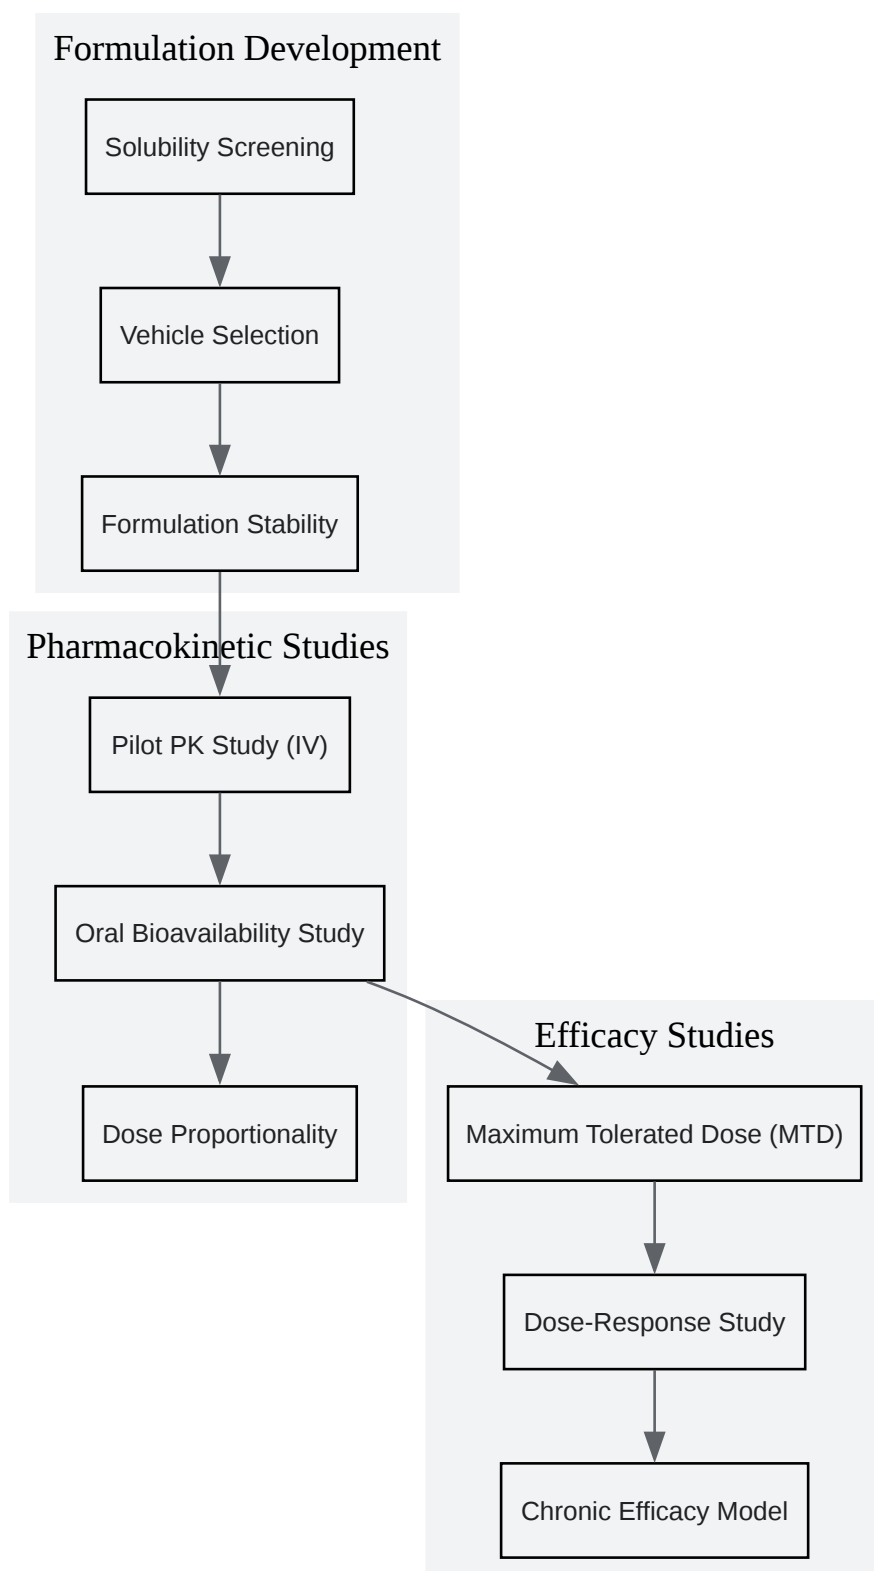 Formulation Development
Solubility Screening
Vehicle Selection
Formulation Stability
Pharmacokinetic Studies
Pilot PK Study (IV)
Oral Bioavailability Study
Dose Proportionality
Efficacy Studies
Maximum Tolerated Dose (MTD)
Dose-Response Study
Chronic Efficacy Model